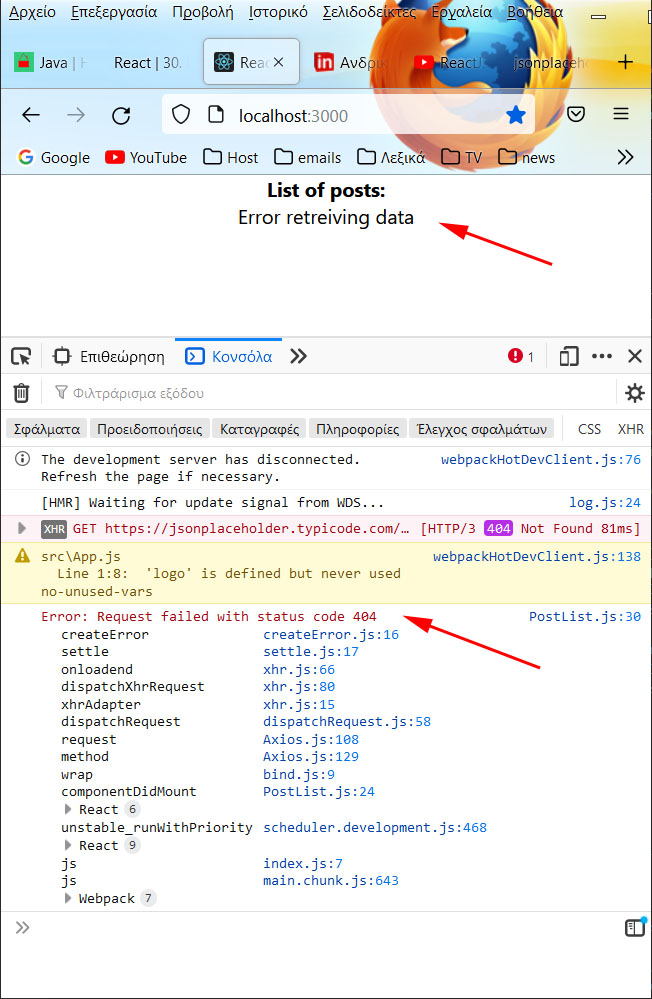 Αρχείο Επεξεργασία Προβολή Ιστορικό Σελιδοδείκτες Εργαλεία Βοήθεια
Java | React | 30. Reac in Ανδρικ ReactJ jsonplaceho
localhost:3000
Google YouTube Host emails Λεξικά TV news
List of posts:
Error retreiving data
Επιθεώρηση Κονσόλα 1
Φιλτράρισμα εξόδου
Σφάλματα Προειδοποιήσεις Καταγραφές Πληροφορίες Έλεγχος σφαλμάτων CSS XHR
The development server has disconnected. webpackHotDevClient.js:76
Refresh the page if necessary.
[HMR] Waiting for update signal from WDS... log.js:24
XHR GET https://jsonplaceholder.typicode.com/… [HTTP/3 404 Not Found 81ms]
src\App.js webpackHotDevClient.js:138
Line 1:8: 'logo' is defined but never used
no-unused-vars
Error: Request failed with status code 404 PostList.js:30
createError createError.js:16
settle settle.js:17
onloadend xhr.js:66
dispatchXhrRequest xhr.js:80
xhrAdapter xhr.js:15
dispatchRequest dispatchRequest.js:58
request Axios.js:108
method Axios.js:129
wrap bind.js:9
componentDidMount PostList.js:24
React 6
unstable_runWithPriority scheduler.development.js:468
React 9
js index.js:7
js main.chunk.js:643
Webpack 7